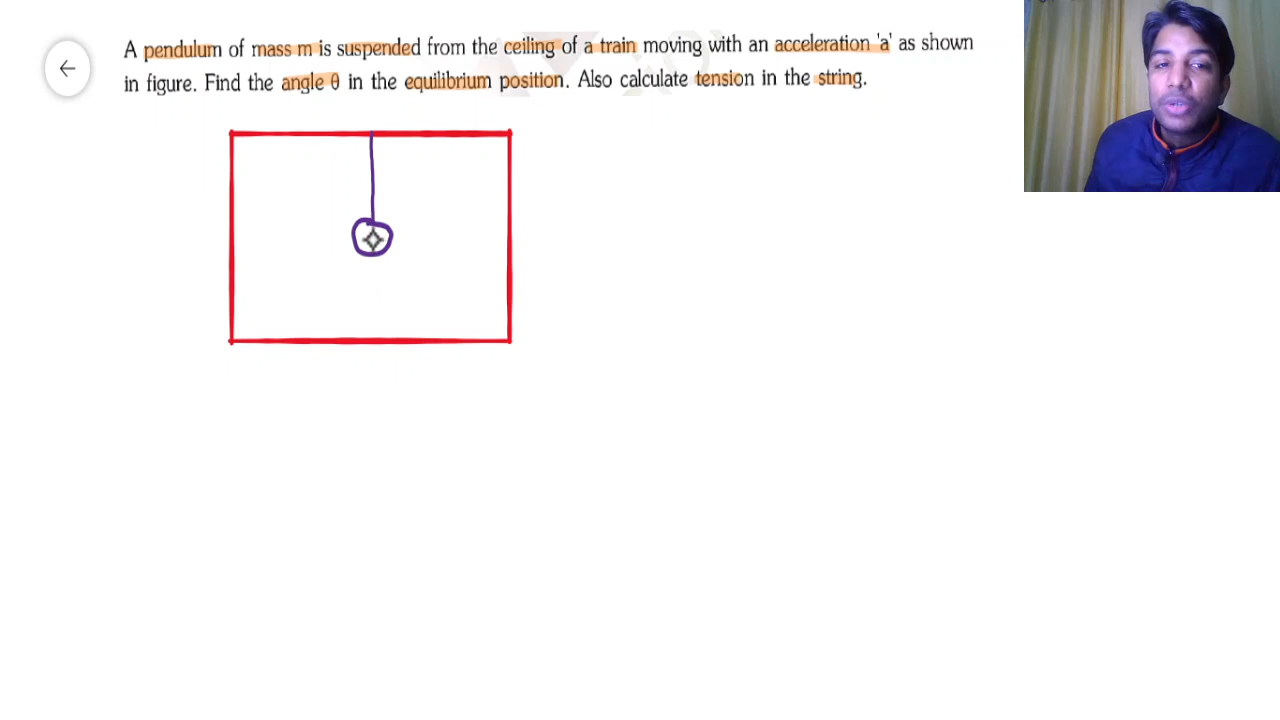 A pendulum of mass m is suspended from the ceiling of a train moving with an acceleration 'a' as shown
in figure. Find the angle θ in the equilibrium position. Also calculate tension in the string.